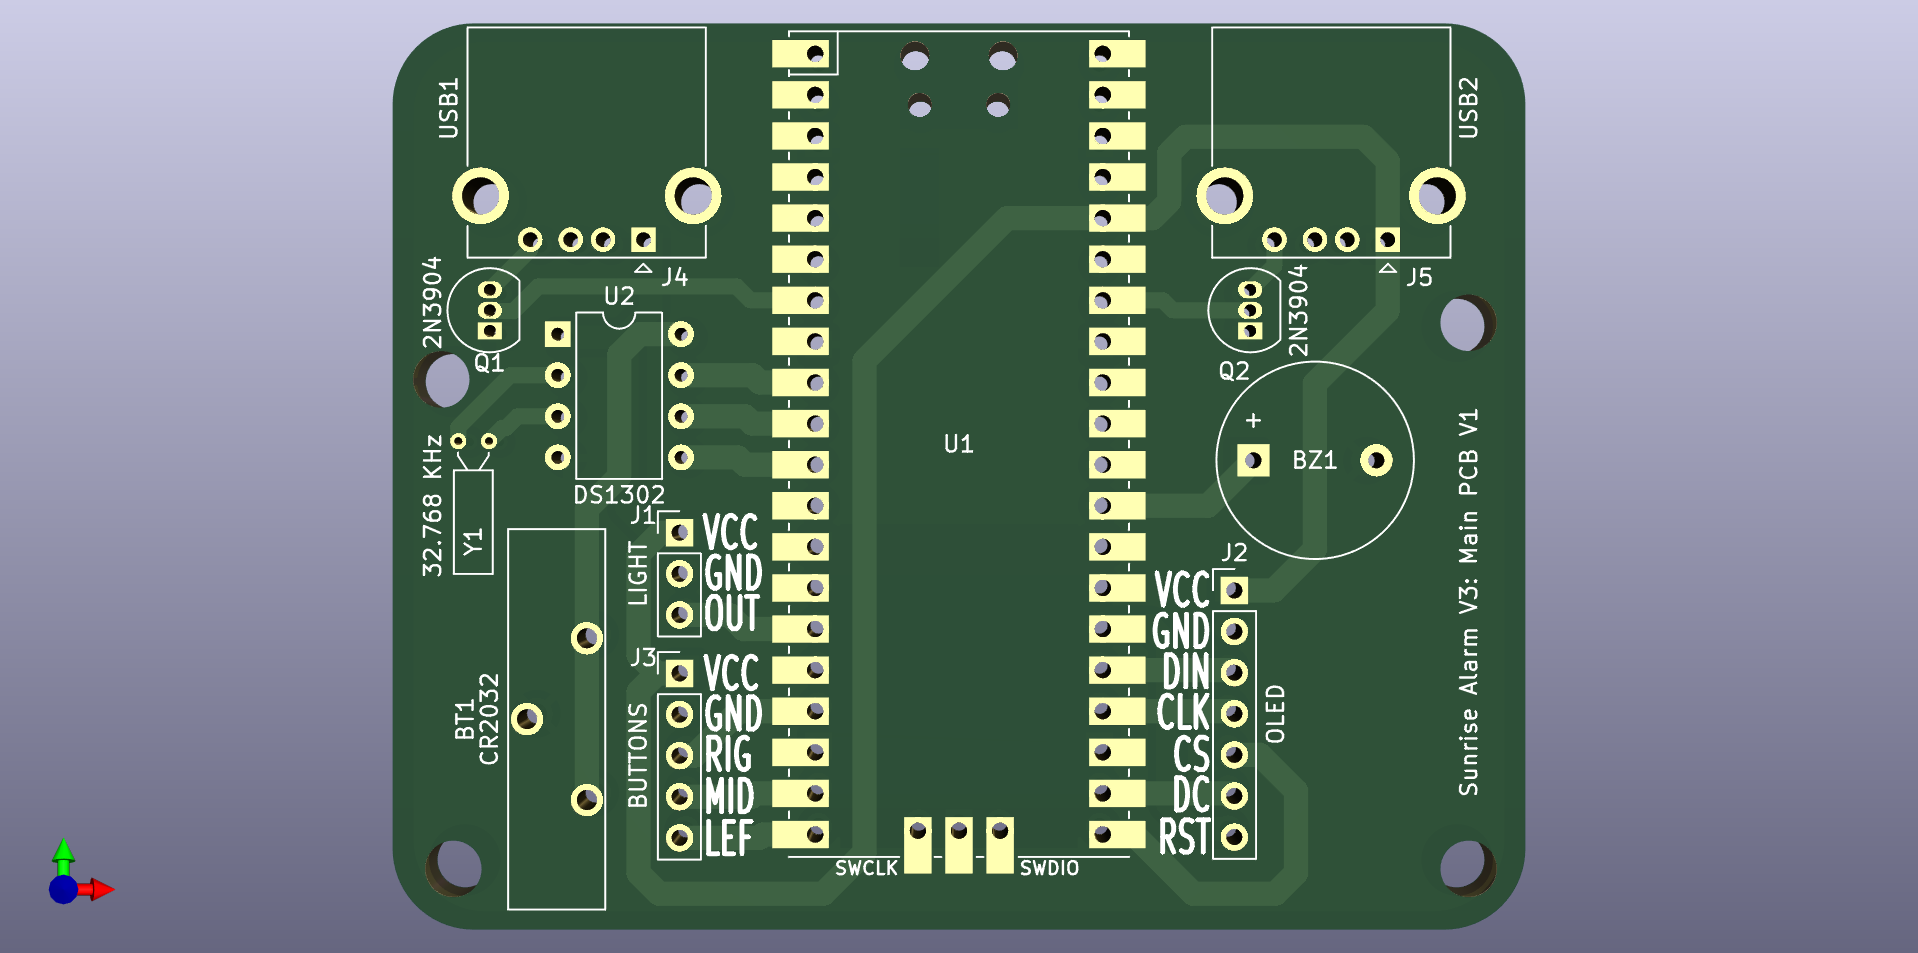 USB1
USB2
J4
J5
2N3904
Q1
U2
DS1302
2N3904
Q2
+
BZ1
U1
32.768 KHz
Y1
J1
LIGHT
VCC
GND
OUT
J3
BUTTONS
VCC
GND
RIG
MID
LEF
BT1
CR2032
J2
VCC
GND
DIN
CLK
CS
DC
RST
OLED
SWCLK
SWDIO
Sunrise Alarm V3: Main PCB V1